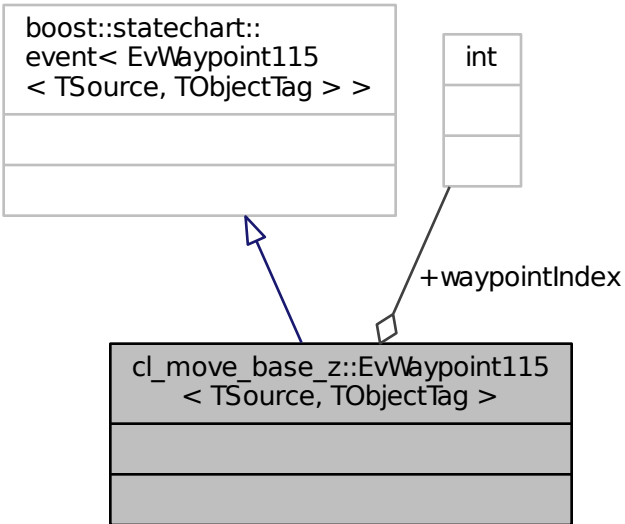 boost::statechart::
event< EvWaypoint115
< TSource, TObjectTag > >
int
+waypointIndex
cl_move_base_z::EvWaypoint115
< TSource, TObjectTag >